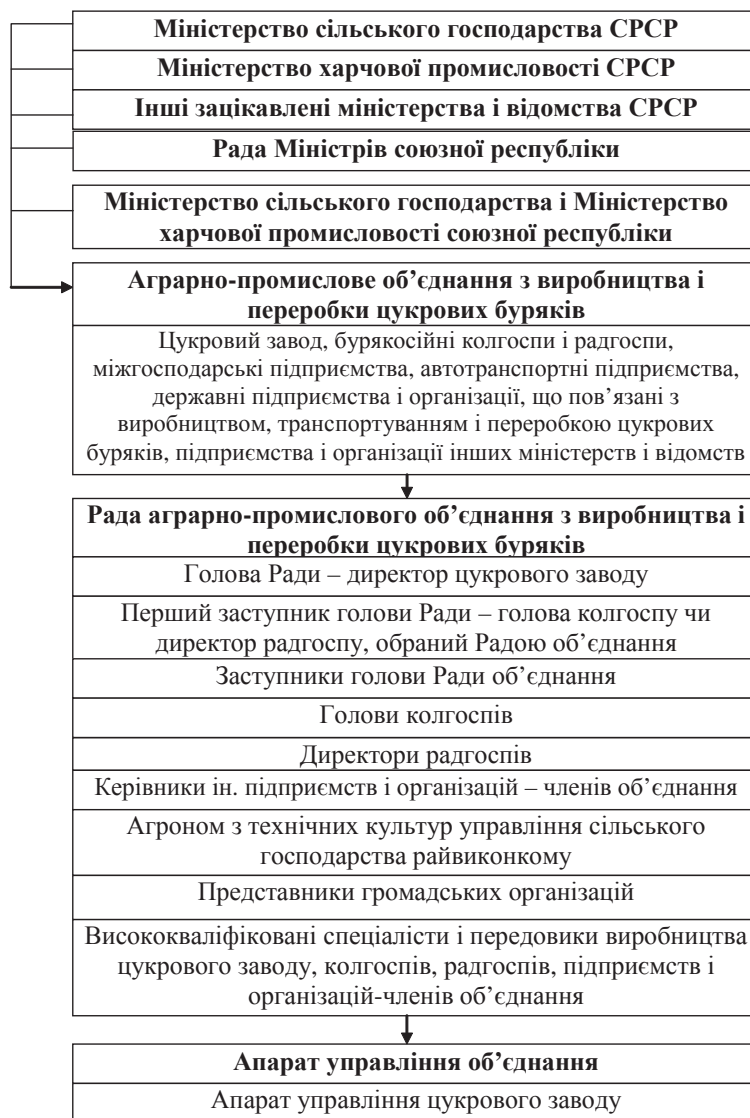 Міністерство сільського господарства СРСР
Міністерство харчової промисловості СРСР
Інші зацікавлені міністерства і відомства СРСР
Рада Міністрів союзної республіки
Міністерство сільського господарства і Міністерство
харчової промисловості союзної республіки
Аграрно-промислове об’єднання з виробництва і
переробки цукрових буряків
Цукровий завод, бурякосійні колгоспи і радгоспи,
міжгосподарські підприємства, автотранспортні підприємства,
державні підприємства і організації, що пов’язані з
виробництвом, транспортуванням і переробкою цукрових
буряків, підприємства і організації інших міністерств і відомств
Рада аграрно-промислового об’єднання з виробництва і
переробки цукрових буряків
Голова Ради – директор цукрового заводу
Перший заступник голови Ради – голова колгоспу чи
директор радгоспу, обраний Радою об’єднання
Заступники голови Ради об’єднання
Голови колгоспів
Директори радгоспів
Керівники ін. підприємств і організацій – членів об’єднання
Агроном з технічних культур управління сільського
господарства райвиконкому
Представники громадських організацій
Висококваліфіковані спеціалісти і передовики виробництва
цукрового заводу, колгоспів, радгоспів, підприємств і
організацій-членів об’єднання
Апарат управління об’єднання
Апарат управління цукрового заводу